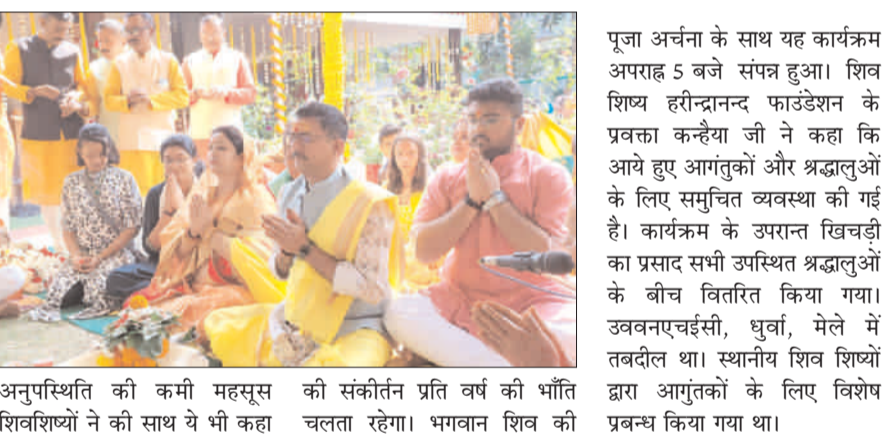 अनुपस्थिति की कमी महसूस
शिवशिष्यों ने की साथ ये भी कहा
की संकीर्तन प्रति वर्ष की भाँति
चलता रहेगा। भगवान शिव की
पूजा अर्चना के साथ यह कार्यक्रम
अपराह्न 5 बजे संपन्न हुआ। शिव
शिष्य हरीन्द्रानन्द फाउंडेशन के
प्रवक्ता कन्हैया जी ने कहा कि
आये हुए आगंतुकों और श्रद्धालुओं
के लिए समुचित व्यवस्था की गई
है। कार्यक्रम के उपरान्त खिचड़ी
का प्रसाद सभी उपस्थित श्रद्धालुओं
के बीच वितरित किया गया।
उववनएचईसी, धुर्वा, मेले में
तबदील था। स्थानीय शिव शिष्यों
द्वारा आगुंतकों के लिए विशेष
प्रबन्ध किया गया था।